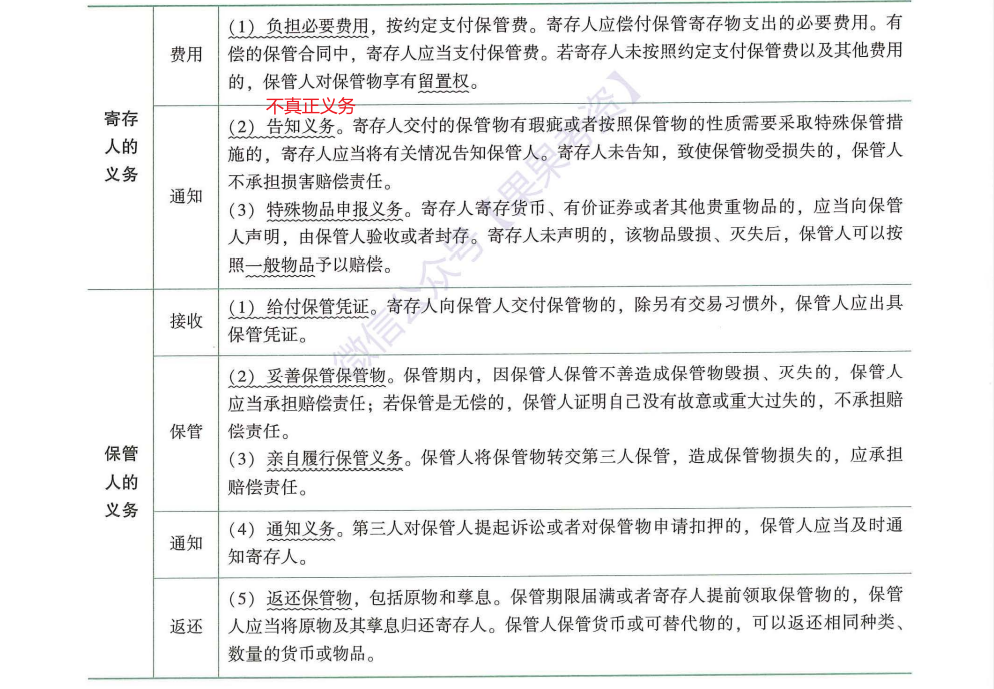 费用
(1) 负担必要费用，按约定支付保管费。寄存人应偿付保管寄存物支出的必要费用。有
偿的保管合同中，寄存人应当支付保管费。若寄存人未按照约定支付保管费以及其他费用
的，保管人对保管物享有留置权。
寄存
人的
义务
通知
不真正义务
(2) 告知义务。寄存人交付的保管物有瑕疵或者按照保管物的性质需要采取特殊保管措
施的，寄存人应当将有关情况告知保管人。寄存人未告知，致使保管物受损失的，保管人
不承担损害赔偿责任。
(3) 特殊物品申报义务。寄存人寄存货币、有价证券或者其他贵重物品的，应当向保管
人声明，由保管人验收或者封存。寄存人未声明的，该物品毁损、灭失后，保管人可以按
照一般物品予以赔偿。
接收
(1) 给付保管凭证。寄存人向保管人交付保管物的，除另有交易习惯外，保管人应出具
保管凭证。
保管
人的
义务
保管
(2) 妥善保管保管物。保管期内，因保管人保管不善造成保管物毁损、灭失的，保管人
应当承担赔偿责任；若保管是无偿的，保管人证明自己没有故意或重大过失的，不承担赔
偿责任。
(3) 亲自履行保管义务。保管人将保管物转交第三人保管，造成保管物损失的，应承担
赔偿责任。
通知
(4) 通知义务。第三人对保管人提起诉讼或者对保管物申请扣押的，保管人应当及时通
知寄存人。
返还
(5) 返还保管物，包括原物和孳息。保管期限届满或者寄存人提前领取保管物的，保管
人应当将原物及其孳息归还寄存人。保管人保管货币或可替代物的，可以返还相同种类、
数量的货币或物品。
微信公众号【果果考资】